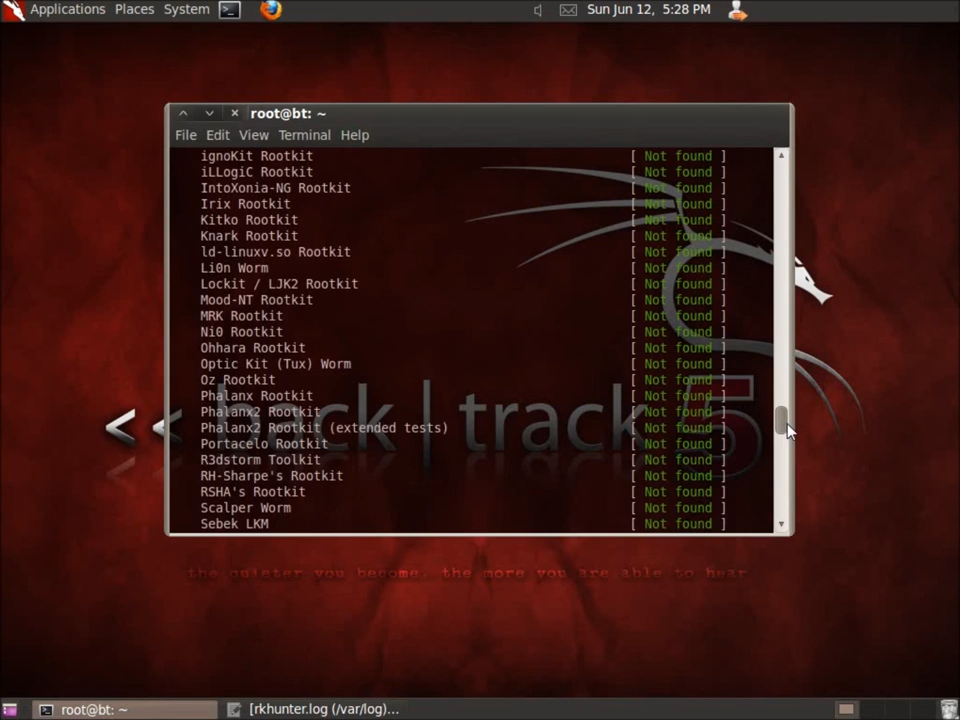 Applications Places System Sun Jun 12, 5:28 PM
root@bt: ~
File Edit View Terminal Help
ignoKit Rootkit [ Not found ]
iLLogiC Rootkit [ Not found ]
IntoXonia-NG Rootkit [ Not found ]
Irix Rootkit [ Not found ]
Kitko Rootkit [ Not found ]
Knark Rootkit [ Not found ]
ld-linuxv.so Rootkit [ Not found ]
Li0n Worm [ Not found ]
Lockit / LJK2 Rootkit [ Not found ]
Mood-NT Rootkit [ Not found ]
MRK Rootkit [ Not found ]
Ni0 Rootkit [ Not found ]
Ohhara Rootkit [ Not found ]
Optic Kit (Tux) Worm [ Not found ]
Oz Rootkit [ Not found ]
Phalanx Rootkit [ Not found ]
Phalanx2 Rootkit [ Not found ]
Phalanx2 Rootkit (extended tests) [ Not found ]
Portacelo Rootkit [ Not found ]
R3dstorm Toolkit [ Not found ]
RH-Sharpe's Rootkit [ Not found ]
RSHA's Rootkit [ Not found ]
Scalper Worm [ Not found ]
Sebek LKM [ Not found ]
<< back | track 5
the quieter you become, the more you are able to hear
root@bt: ~ [rkhunter.log (/var/log)...